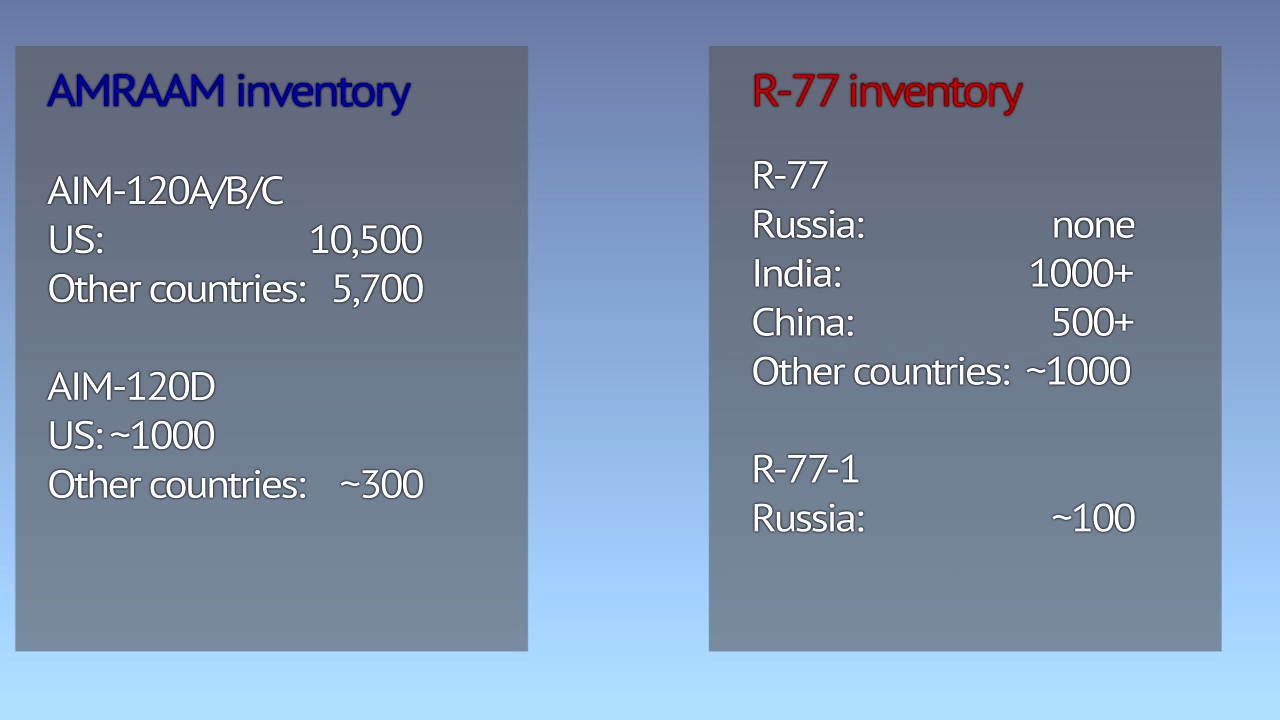 AMRAAM inventory
AIM-120A/B/C
US: 10,500
Other countries: 5,700
AIM-120D
US: ~1000
Other countries: ~300
R-77 inventory
R-77
Russia: none
India: 1000+
China: 500+
Other countries: ~1000
R-77-1
Russia: ~100